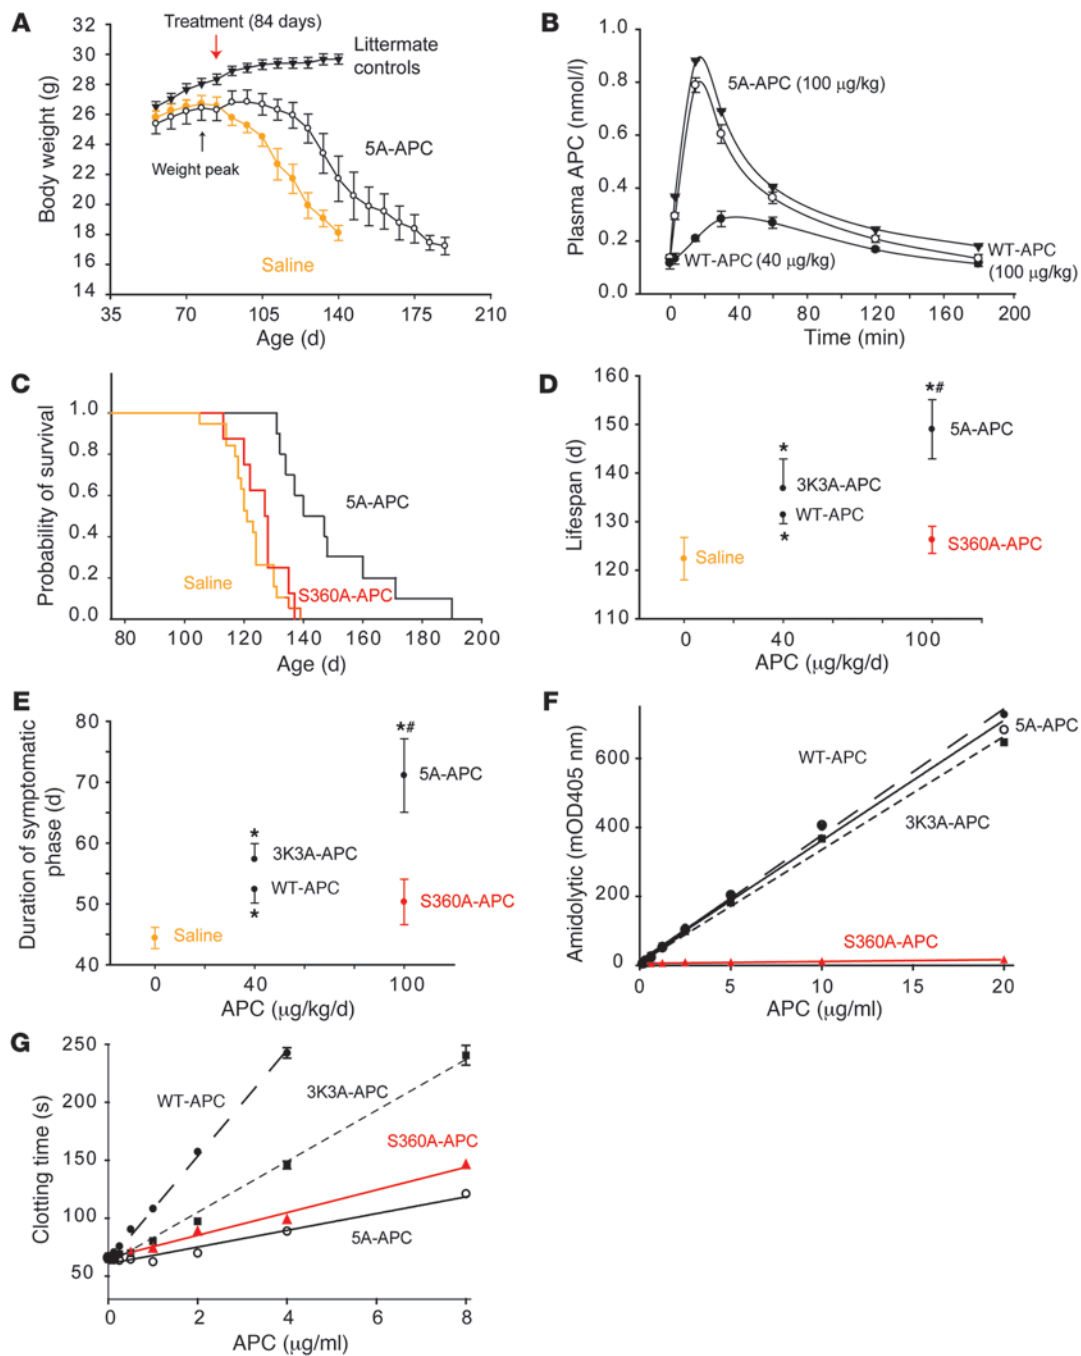 A
Treatment (84 days)
Littermate
controls
Body weight (g)
32
30
28
26
24
22
20
18
16
14
Weight peak
5A-APC
Saline
35
70
105
140
175
210
Age (d)
B
Plasma APC (nmol/l)
1.0
0.8
0.6
0.4
0.2
0.0
5A-APC (100 μg/kg)
WT-APC (40 μg/kg)
WT-APC
(100 μg/kg)
0
40
80
120
160
200
Time (min)
C
Probability of survival
1.0
0.8
0.6
0.4
0.2
0.0
5A-APC
Saline
S360A-APC
80
100
120
140
160
180
200
Age (d)
D
Lifespan (d)
160
150
140
130
120
110
*#
5A-APC
*
3K3A-APC
WT-APC
*
S360A-APC
Saline
0
40
100
APC (μg/kg/d)
E
Duration of symptomatic
phase (d)
80
70
60
50
40
*#
5A-APC
*
3K3A-APC
WT-APC
*
S360A-APC
Saline
0
40
100
APC (μg/kg/d)
F
Amidolytic (mOD405 nm)
600
400
200
0
5A-APC
WT-APC
3K3A-APC
S360A-APC
0
5
10
15
20
APC (μg/ml)
G
Clotting time (s)
250
200
150
100
50
WT-APC
3K3A-APC
S360A-APC
5A-APC
0
2
4
6
8
APC (μg/ml)